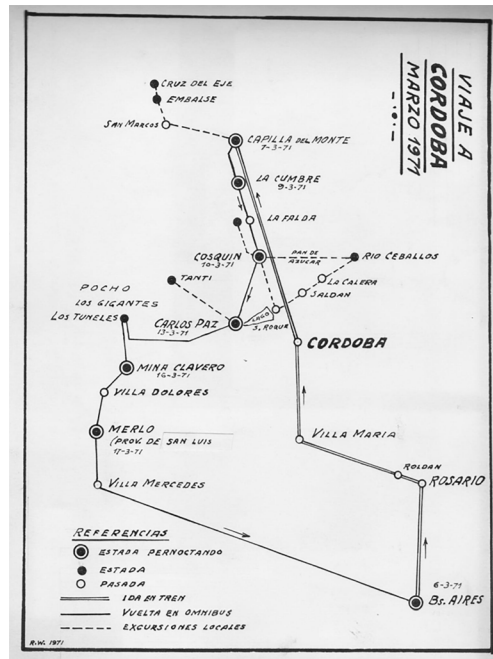 VIAJE A
CORDOBA
MARZO 1971
CRUZ DEL EJE
EMBALSE
SAN MARCOS
CAPILLA DEL MONTE
7-3-71
LA CUMBRE
9-3-71
LA FALDA
COSQUIN
10-3-71
PAN DE
AZUCAR
RIO CEBALLOS
TANTI
LA CALERA
SALDAN
POCHO
LOS GIGANTES
LOS TUNELES
CARLOS PAZ
13-3-71
LAGO
S. ROQUE
CORDOBA
MINA CLAVERO
16-3-71
VILLA DOLORES
MERLO
(PROV. DE SAN LUIS
17-3-71
VILLA MARIA
ROLDAN
ROSARIO
VILLA MERCEDES
6-3-71
Bs. AIRES
REFERENCIAS
ESTADA PERNOCTANDO
ESTADA
PASADA
IDA EN TREN
VUELTA EN OMNIBUS
EXCURSIONES LOCALES
R.W. 1971